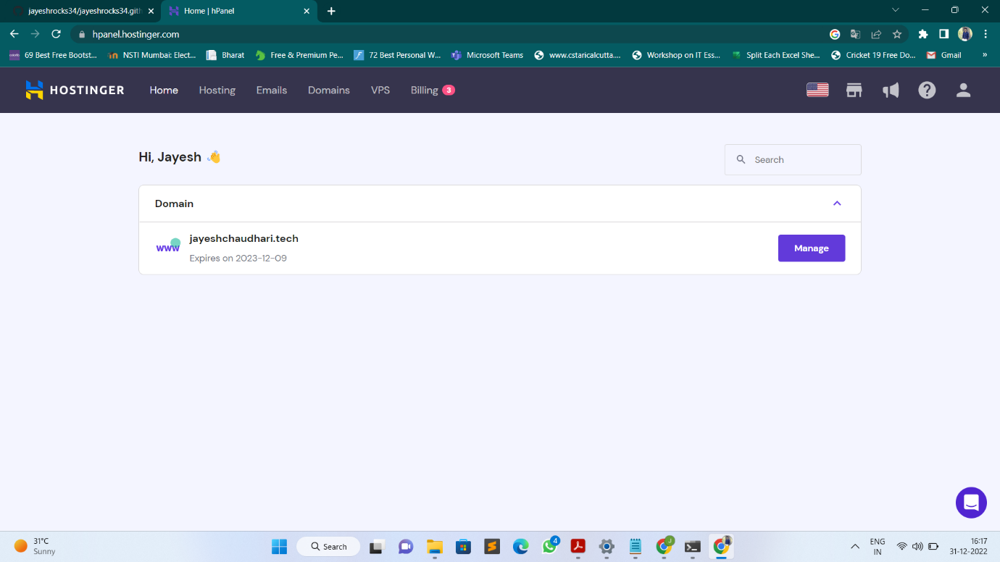 jayeshrocks34/jayeshrocks34.gith
Home | hPanel
hpanel.hostinger.com
69 Best Free Bootst...
NSTI Mumbai: Elect...
Bharat
Free & Premium Pe...
72 Best Personal W...
Microsoft Teams
www.cstaricalcutta....
Workshop on IT Ess...
Split Each Excel She...
Cricket 19 Free Do...
Gmail
»
HOSTINGER
Home
Hosting
Emails
Domains
VPS
Billing 3
Hi, Jayesh 👋
Search
Domain
www
jayeshchaudhari.tech
Expires on 2023-12-09
Manage
31°C
Sunny
Search
4
J
ENG
IN
16:17
31-12-2022